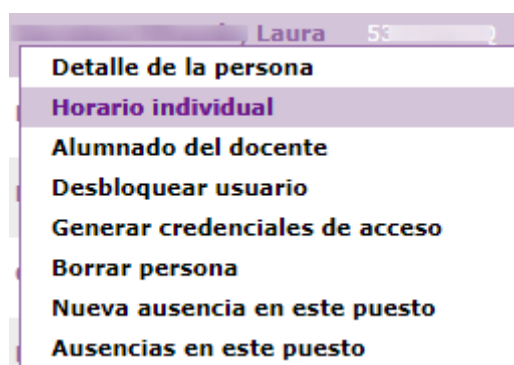 , Laura 53 Q
Detalle de la persona
Horario individual
Alumnado del docente
Desbloquear usuario
Generar credenciales de acceso
Borrar persona
Nueva ausencia en este puesto
Ausencias en este puesto